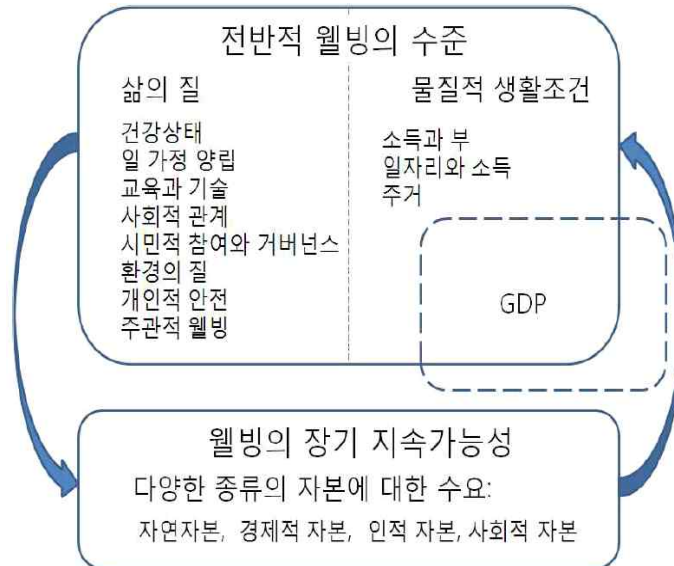 전반적 웰빙의 수준
삶의 질
건강상태
일 가정 양립
교육과 기술
사회적 관계
시민적 참여와 거버넌스
환경의 질
개인적 안전
주관적 웰빙
물질적 생활조건
소득과 부
일자리와 소득
주거
GDP
웰빙의 장기 지속가능성
다양한 종류의 자본에 대한 수요:
자연자본, 경제적 자본, 인적 자본, 사회적 자본